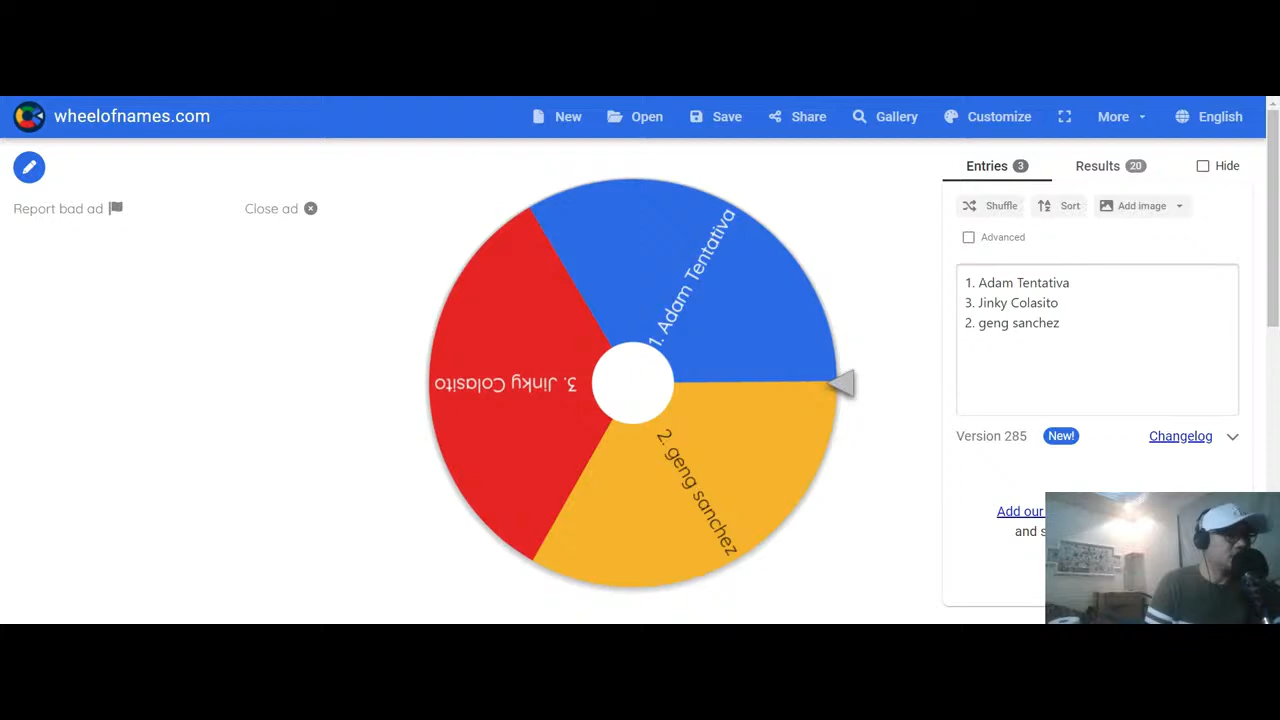 wheelofnames.com
New
Open
Save
Share
Gallery
Customize
More
English
Entries 3
Results 20
Hide
Report bad ad
Close ad
Shuffle
Sort
Add image
Advanced
1. Adam Tentativa
3. Jinky Colasito
2. geng sanchez
1. Adam Tentativa
3. Jinky Colasito
2. geng sanchez
Version 285
New!
Changelog
Add our
and s